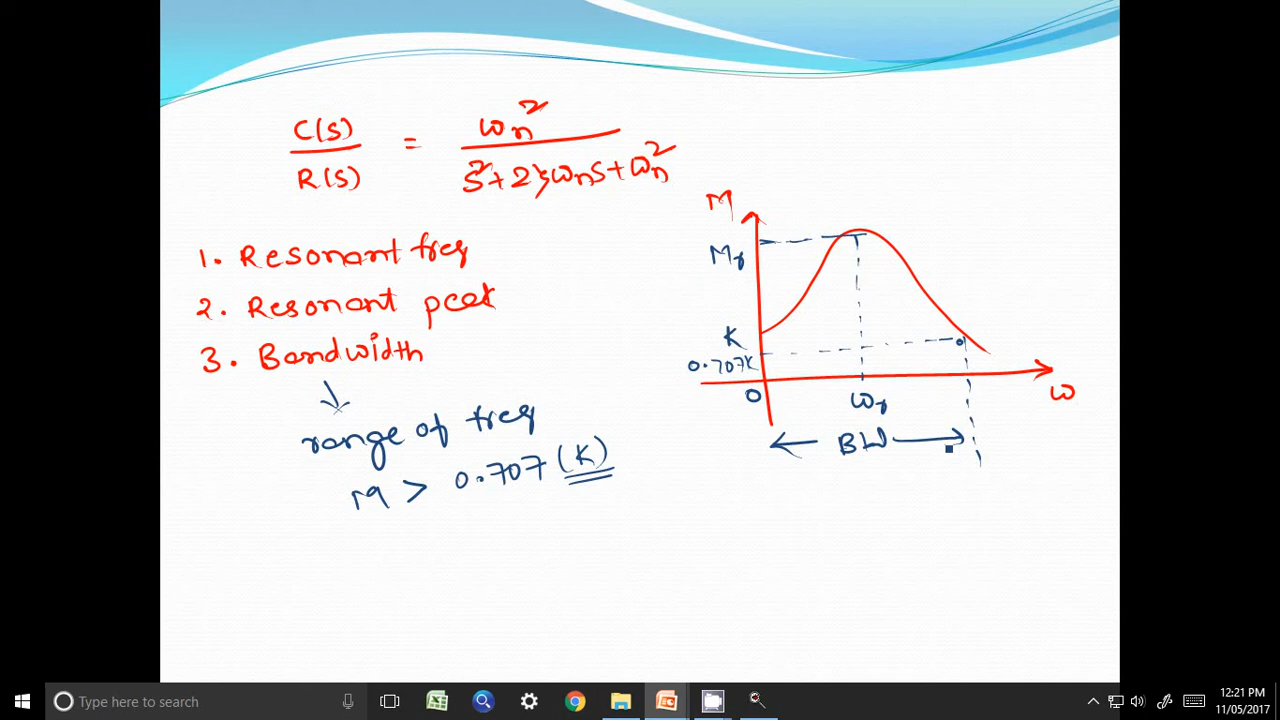 C(s)/R(s) = ωn²/(s²+2ξωns+ωn²)
1. Resonant freq
2. Resonant peak
3. Bandwidth
range of freq
M > 0.707 (K)
M
Mr
K
0.707K
0
ωr
ω
BW
Type here to search
12:21 PM
11/05/2017